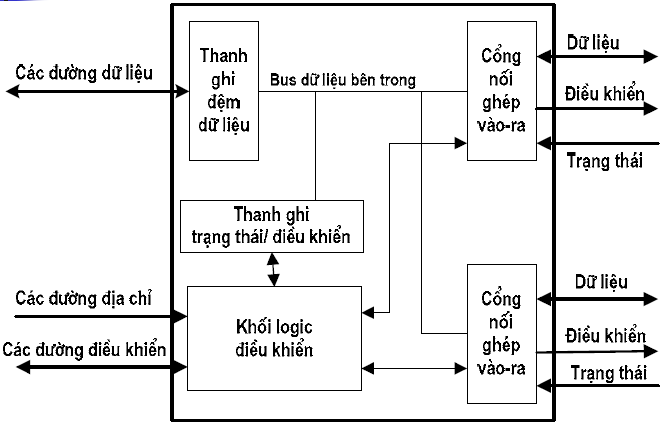 Các đường dữ liệu
Thanh
ghi
đệm
dữ liệu
Bus dữ liệu bên trong
Cổng
nối
ghép
vào-ra
Dữ liệu
Điều khiển
Trạng thái
Thanh ghi
trạng thái/ điều khiển
Các đường địa chỉ
Các đường điều khiển
Khối logic
điều khiển
Cổng
nối
ghép
vào-ra
Dữ liệu
Điều khiển
Trạng thái